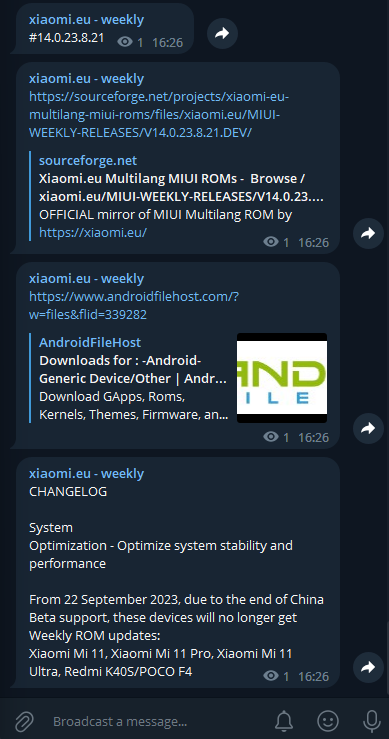 xiaomi.eu - weekly
#14.0.23.8.21
1 16:26
xiaomi.eu - weekly
https://sourceforge.net/projects/xiaomi-eu-
multilang-miui-roms/files/xiaomi.eu/MIUI-
WEEKLY-RELEASES/V14.0.23.8.21.DEV/
sourceforge.net
Xiaomi.eu Multilang MIUI ROMs - Browse /
xiaomi.eu/MIUI-WEEKLY-RELEASES/V14.0.23....
OFFICIAL mirror of MIUI Multilang ROM by
https://xiaomi.eu/
1 16:26
xiaomi.eu - weekly
https://www.androidfilehost.com/?
w=files&flid=339282
AndroidFileHost
Downloads for : -Android-
Generic Device/Other | Andr...
Download GApps, Roms,
Kernels, Themes, Firmware, an...
AND
FILE
1 16:26
xiaomi.eu - weekly
CHANGELOG
System
Optimization - Optimize system stability and
performance
From 22 September 2023, due to the end of China
Beta support, these devices will no longer get
Weekly ROM updates:
Xiaomi Mi 11, Xiaomi Mi 11 Pro, Xiaomi Mi 11
Ultra, Redmi K40S/POCO F4
1 16:26
Broadcast a message...